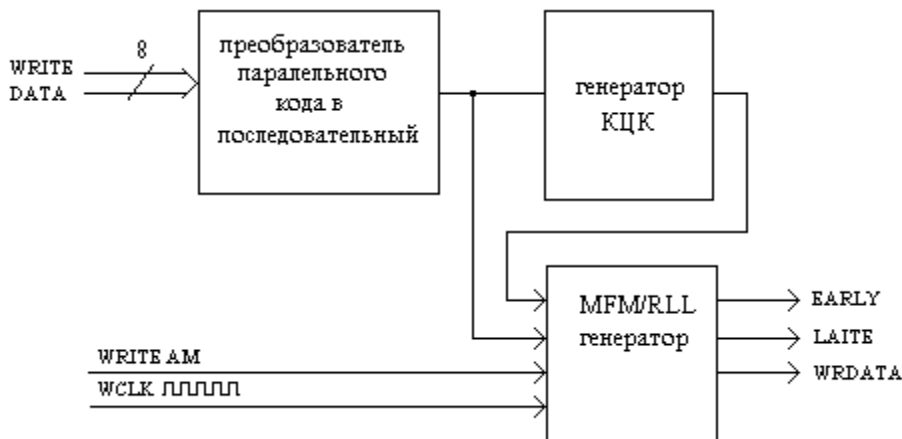 WRITE
DATA
8
преобразователь
паралельного
кода в
последовательный
генератор
КЦК
MFM/RLL
генератор
EARLY
LAITE
WRDATA
WRITE AM
WCLK